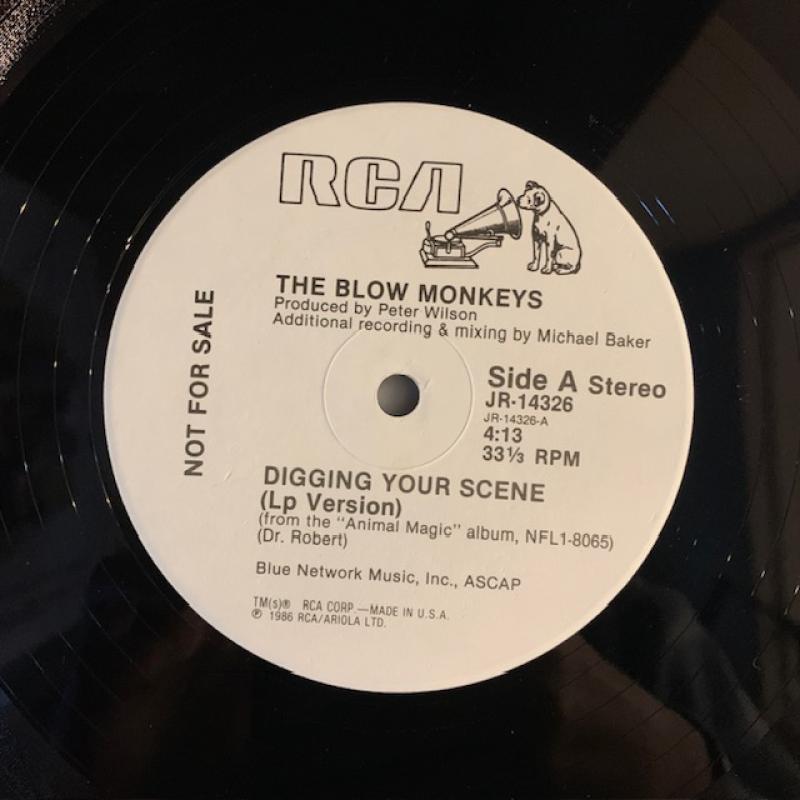 RCA
THE BLOW MONKEYS
Produced by Peter Wilson
Additional recording & mixing by Michael Baker
NOT FOR SALE
Side A Stereo
JR-14326
JR-14326-A
4:13
33⅓ RPM
DIGGING YOUR SCENE
(Lp Version)
(from the "Animal Magic" album, NFL1-8065)
(Dr. Robert)
Blue Network Music, Inc., ASCAP
TM(s)® RCA CORP.—MADE IN U.S.A.
℗ 1986 RCA/ARIOLA LTD.